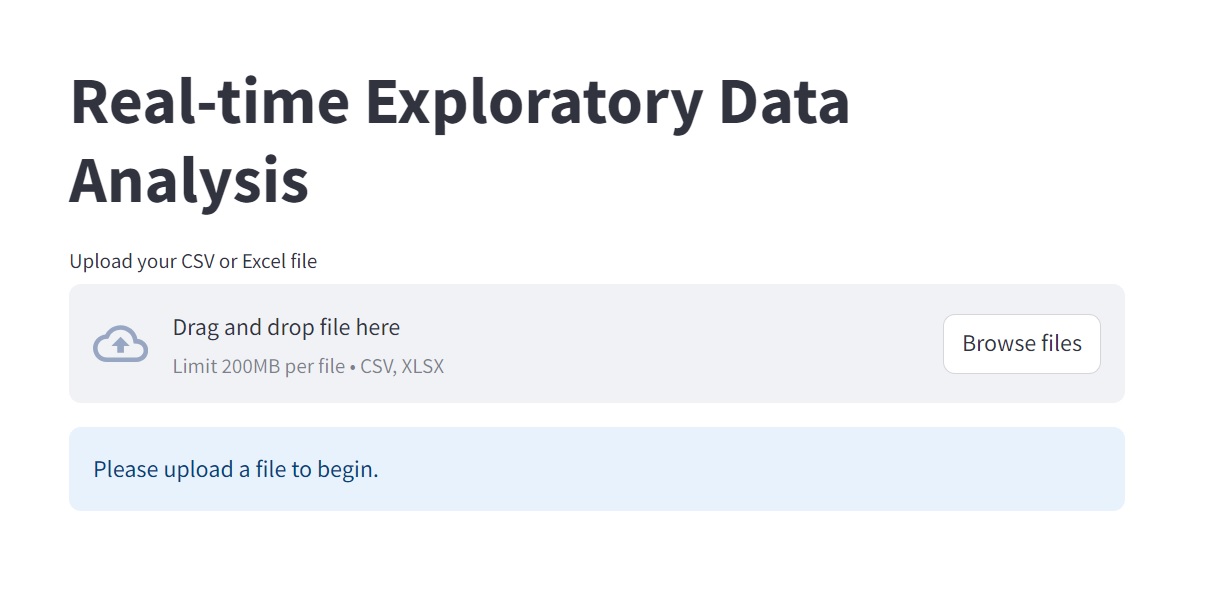 Real-time Exploratory Data
Analysis
Upload your CSV or Excel file
Drag and drop file here
Limit 200MB per file • CSV, XLSX
Browse files
Please upload a file to begin.